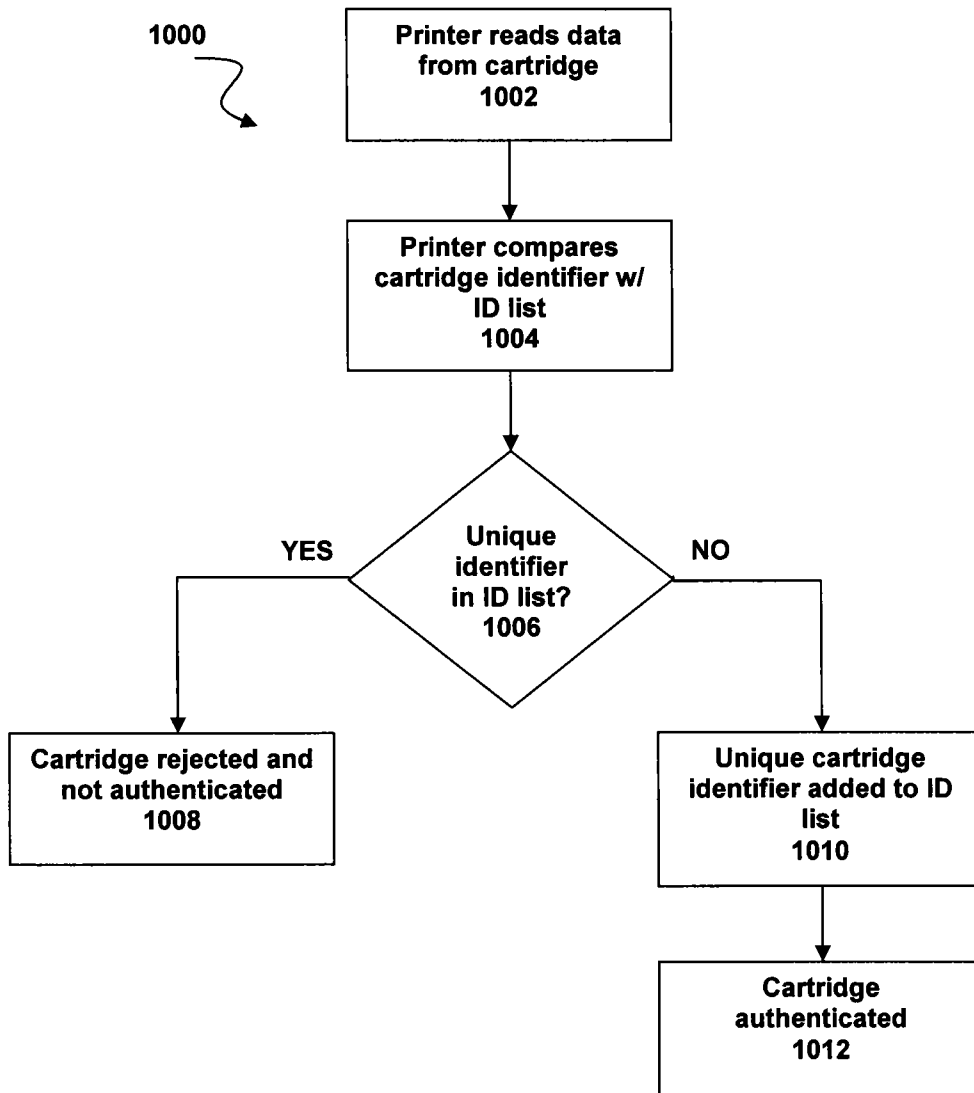 1000
Printer reads data
from cartridge
1002
Printer compares
cartridge identifier w/
ID list
1004
Unique
identifier
in ID list?
1006
YES
NO
Cartridge rejected and
not authenticated
1008
Unique cartridge
identifier added to ID
list
1010
Cartridge
authenticated
1012